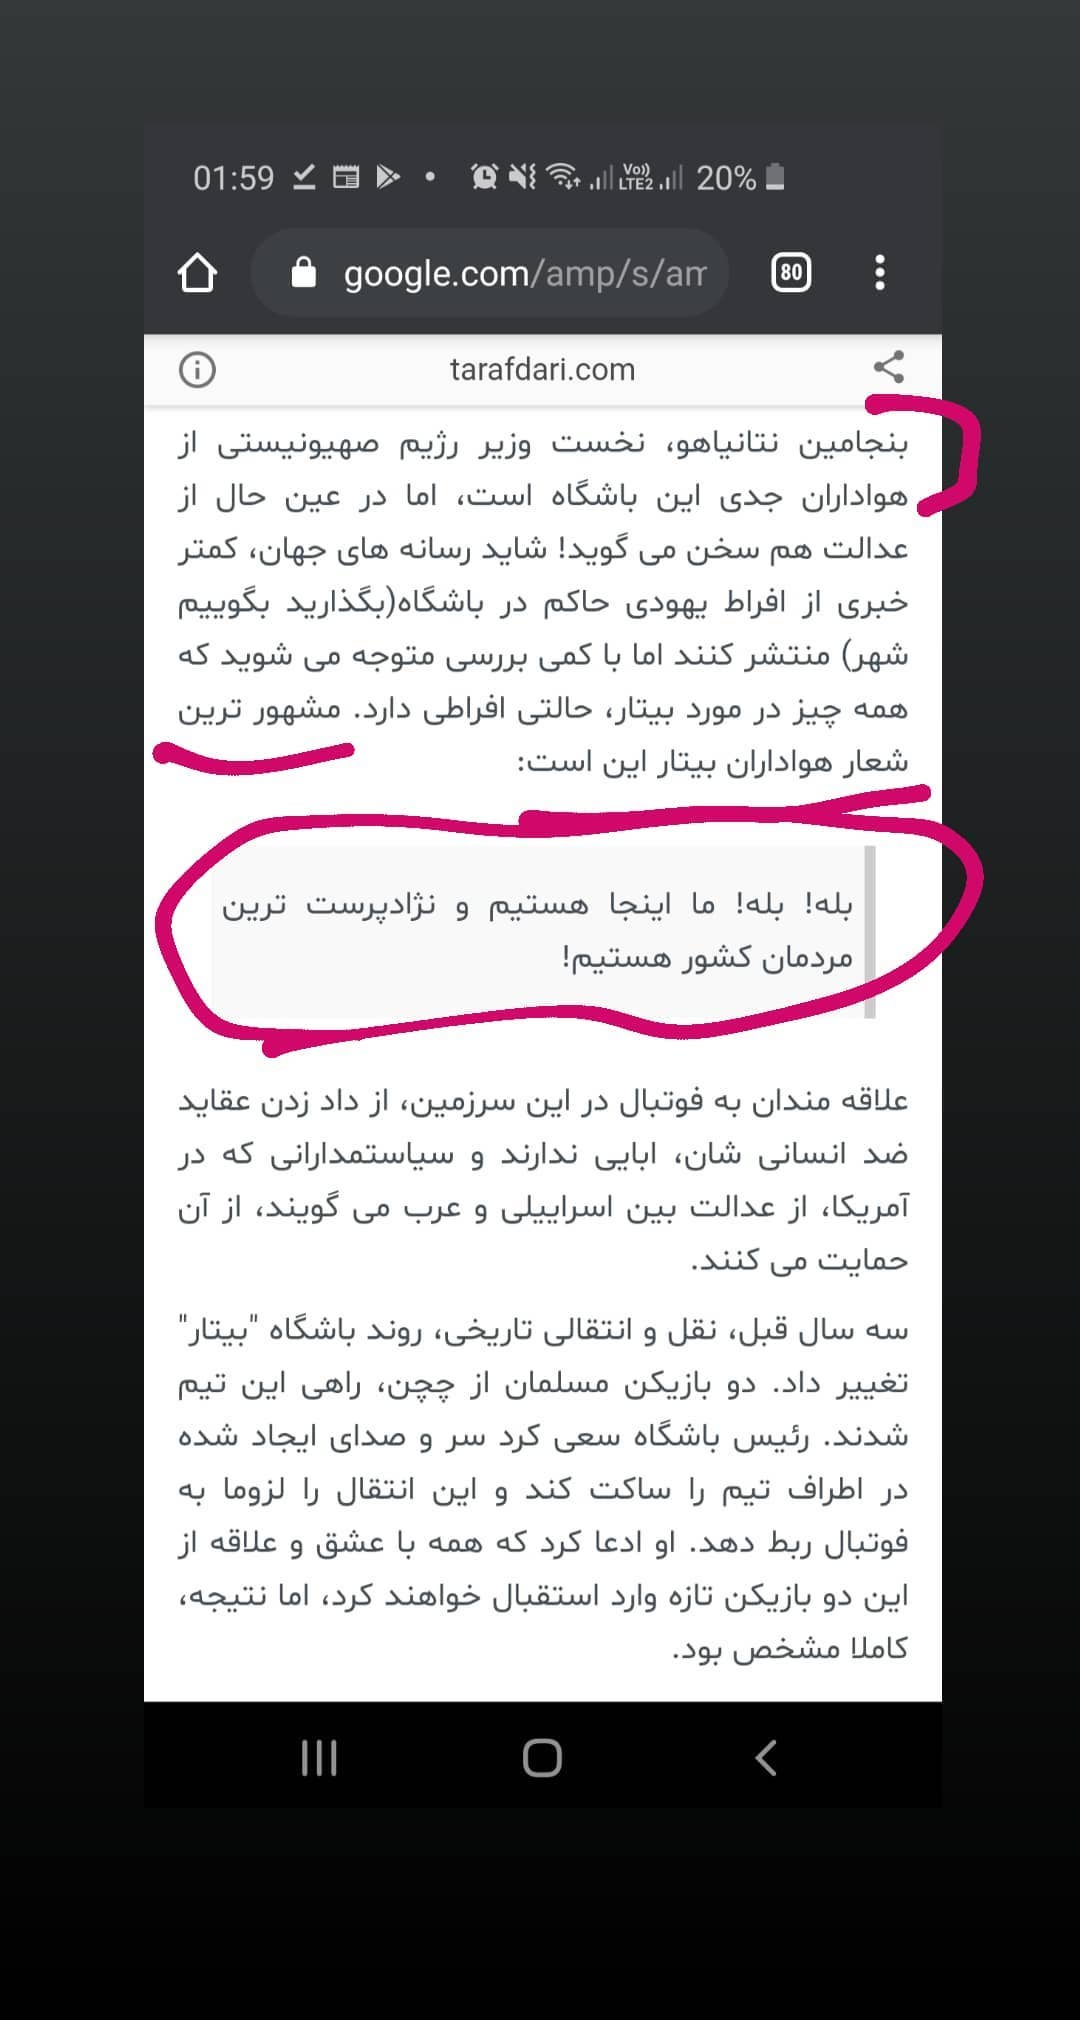 01:59
Vo))
LTE2
20%
google.com/amp/s/am
80
tarafdari.com
بنجامین نتانیاهو، نخست وزیر رژیم صهیونیستی از
هواداران جدی این باشگاه است، اما در عین حال از
عدالت هم سخن می گوید! شاید رسانه های جهان، کمتر
خبری از افراط یهودی حاکم در باشگاه(بگذارید بگوییم
شهر) منتشر کنند اما با کمی بررسی متوجه می شوید که
همه چیز در مورد بیتار، حالتی افراطی دارد. مشهور ترین
شعار هواداران بیتار این است:
بله! بله! ما اینجا هستیم و نژادپرست ترین
مردمان کشور هستیم!
علاقه مندان به فوتبال در این سرزمین، از داد زدن عقاید
ضد انسانی شان، ابایی ندارند و سیاستمدارانی که در
آمریکا، از عدالت بین اسراییلی و عرب می گویند، از آن
حمایت می کنند.
سه سال قبل، نقل و انتقالی تاریخی، روند باشگاه "بیتار"
تغییر داد. دو بازیکن مسلمان از چچن، راهی این تیم
شدند. رئیس باشگاه سعی کرد سر و صدای ایجاد شده
در اطراف تیم را ساکت کند و این انتقال را لزوما به
فوتبال ربط دهد. او ادعا کرد که همه با عشق و علاقه از
این دو بازیکن تازه وارد استقبال خواهند کرد، اما نتیجه،
کاملا مشخص بود.